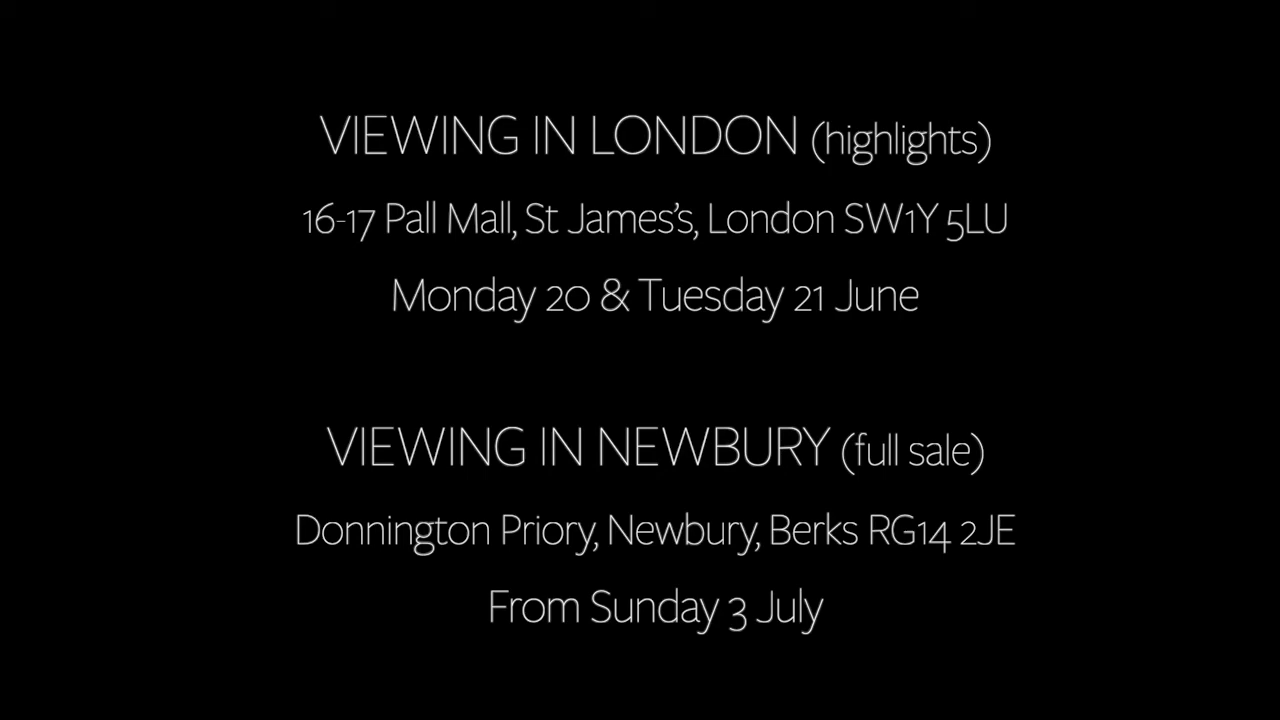 VIEWING IN LONDON (highlights)
16-17 Pall Mall, St James’s, London SW1Y 5LU
Monday 20 & Tuesday 21 June
VIEWING IN NEWBURY (full sale)
Donnington Priory, Newbury, Berks RG14 2JE
From Sunday 3 July